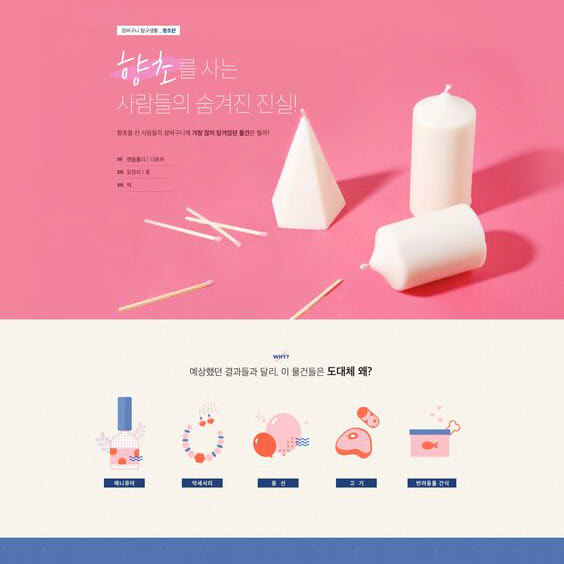 장바구니 탐구생활 _ 향초편
향초를 사는
사람들의 숨겨진 진실!
향초를 산 사람들의 장바구니에 가장 많이 담겨있던 물건은 뭘까?
1위 캔들홀더 / 디퓨저
2위 포장지 / 꽃
3위 책
WHY?
예상했던 결과들과 달리, 이 물건들은 도대체 왜?
매니큐어
악세서리
풍 선
고 기
반려동물 간식